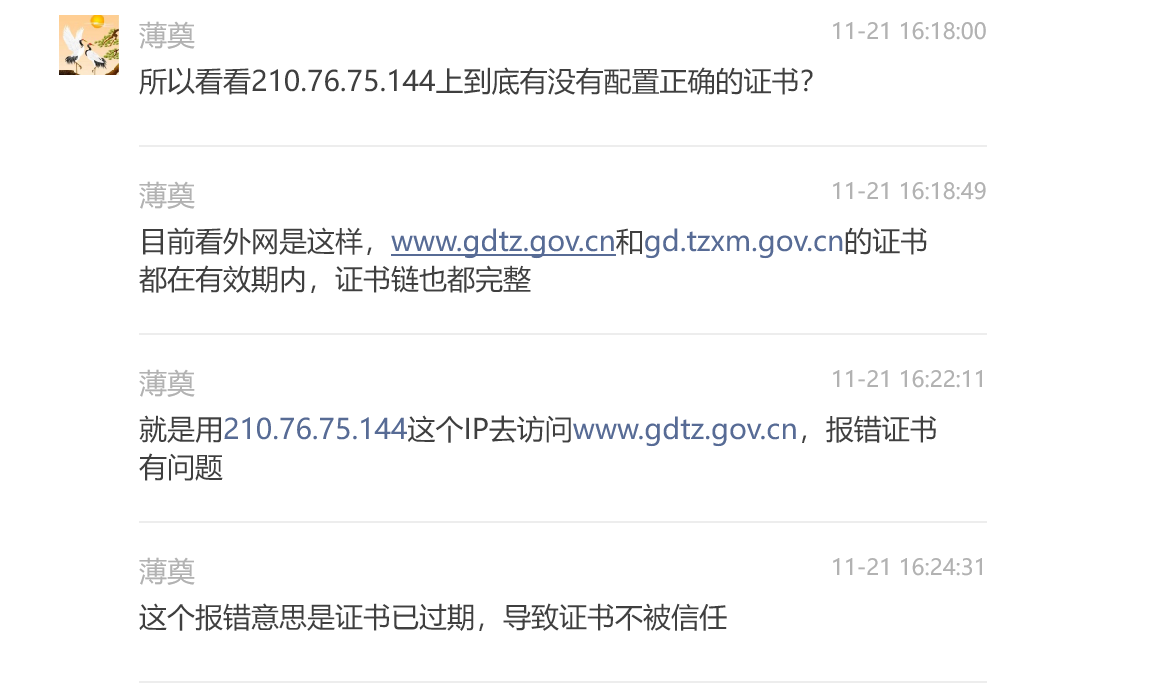 薄奠
11-21 16:18:00
所以看看210.76.75.144上到底有没有配置正确的证书？
薄奠
11-21 16:18:49
目前看外网是这样，www.gdtz.gov.cn和gd.tzxm.gov.cn的证书
都在有效期内，证书链也都完整
薄奠
11-21 16:22:11
就是用210.76.75.144这个IP去访问www.gdtz.gov.cn，报错证书
有问题
薄奠
11-21 16:24:31
这个报错意思是证书已过期，导致证书不被信任